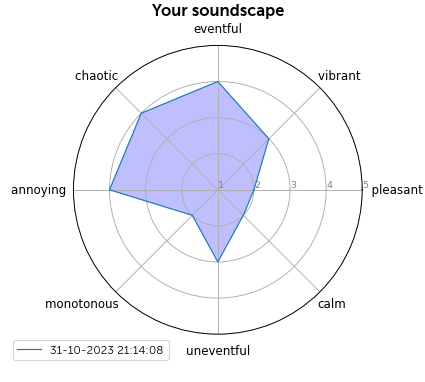 Your soundscape
eventful
chaotic
vibrant
annoying
1
2
3
4
5
pleasant
monotonous
calm
31-10-2023 21:14:08
uneventful